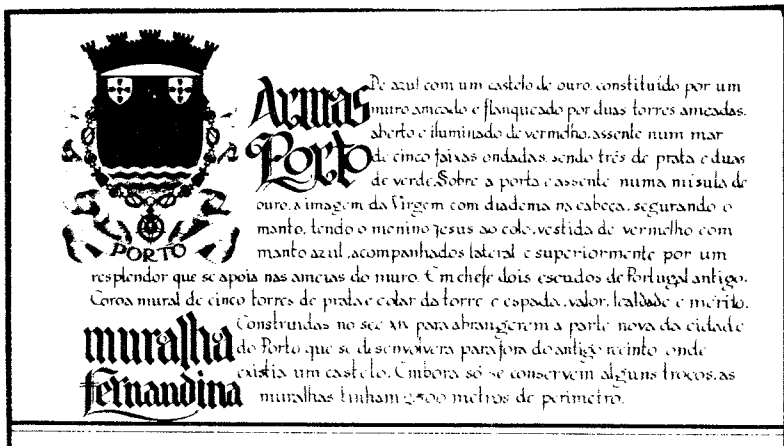 Armas
Porto
De azul com um castelo de ouro, constituído por um
muro ameado e flanqueado por duas torres ameadas,
aberto e iluminado de vermelho, assente num mar
de cinco faixas ondadas, sendo três de prata e duas
de verde. Sobre a porta e assente numa mísula de
ouro, a imagem da Virgem com diadema na cabeça, segurando o
manto, tendo o menino Jesus ao colo, vestida de vermelho com
manto azul, acompanhados lateral e superiormente por um
resplendor que se apoia nas ameias do muro. Em chefe dois escudos de Portugal antigo.
Coroa mural de cinco torres de prata e colar da torre e espada, valor, lealdade e mérito.
PORTO
muralha
fernandina
Construidas no sec. XIV para abrangerem a parte nova da cidade
do Porto que se desenvolvera para fora do antigo recinto onde
existia um castelo. Embora só se conservem alguns troços, as
muralhas tinham 2.500 metros de perímetro.